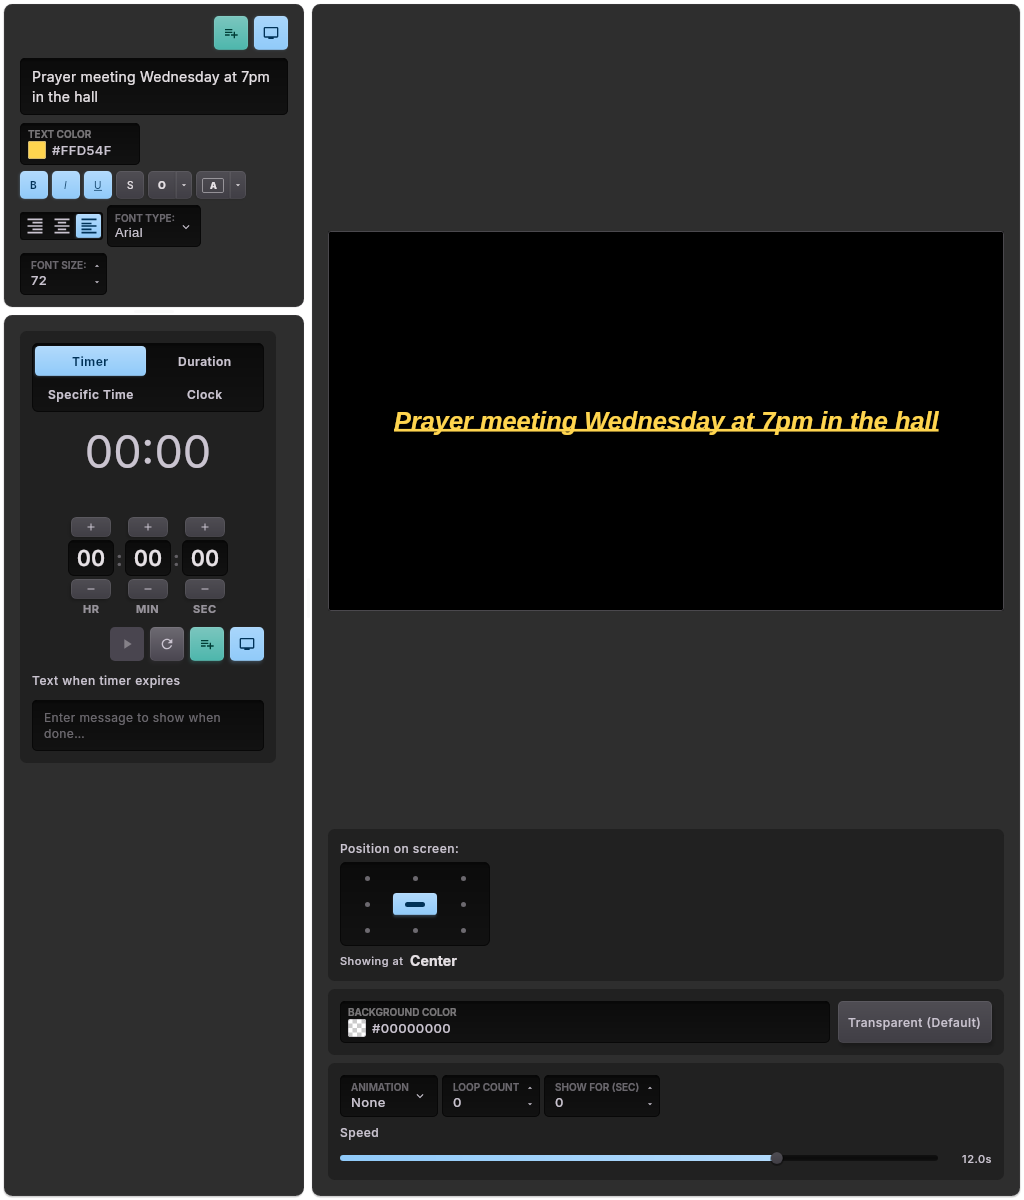 Prayer meeting Wednesday at 7pm
in the hall
TEXT COLOR
#FFD54F
B I U S O A
FONT TYPE:
Arial
FONT SIZE:
72
Timer Duration
Specific Time Clock
00:00
+ + +
00 : 00 : 00
− − −
HR MIN SEC
Text when timer expires
Enter message to show when
done...
Prayer meeting Wednesday at 7pm in the hall
Position on screen:
Showing at Center
BACKGROUND COLOR
#00000000
Transparent (Default)
ANIMATION
None
LOOP COUNT
0
SHOW FOR (SEC)
0
Speed
12.0s